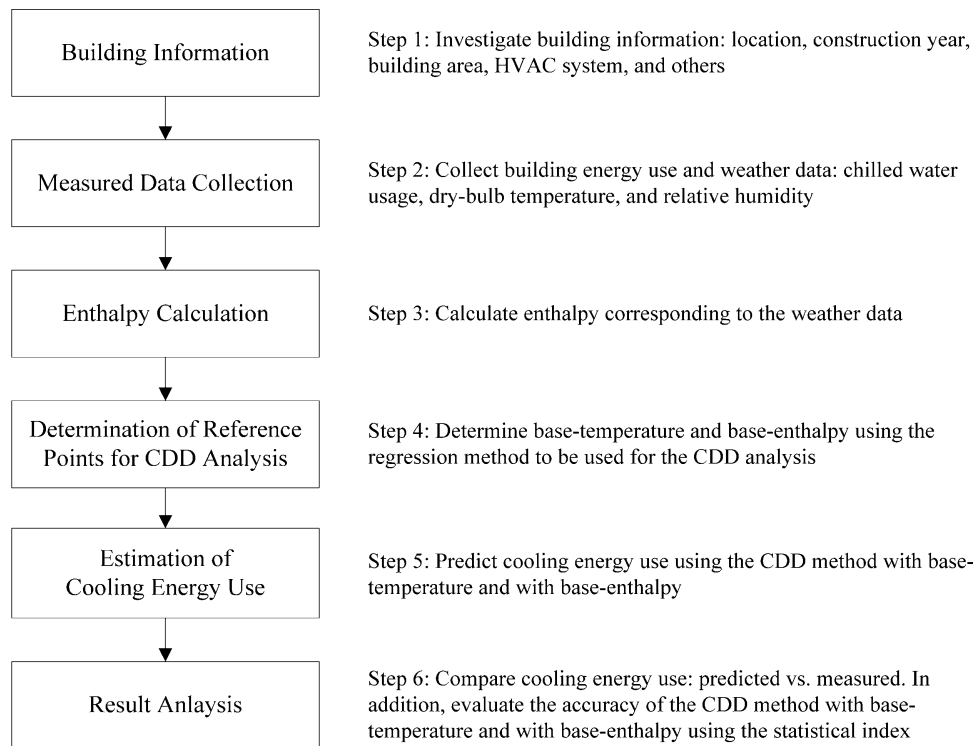 Building Information
Step 1: Investigate building information: location, construction year,
building area, HVAC system, and others
Measured Data Collection
Step 2: Collect building energy use and weather data: chilled water
usage, dry-bulb temperature, and relative humidity
Enthalpy Calculation
Step 3: Calculate enthalpy corresponding to the weather data
Determination of Reference
Points for CDD Analysis
Step 4: Determine base-temperature and base-enthalpy using the
regression method to be used for the CDD analysis
Estimation of
Cooling Energy Use
Step 5: Predict cooling energy use using the CDD method with base-
temperature and with base-enthalpy
Result Anlaysis
Step 6: Compare cooling energy use: predicted vs. measured. In
addition, evaluate the accuracy of the CDD method with base-
temperature and with base-enthalpy using the statistical index